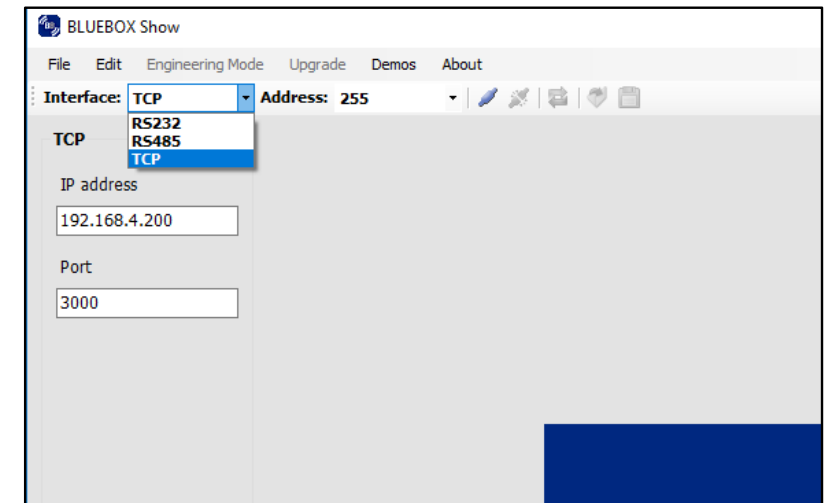 BLUEBOX Show
File Edit Engineering Mode Upgrade Demos About
Interface: TCP Address: 255
RS232
RS485
TCP
TCP
IP address
192.168.4.200
Port
3000